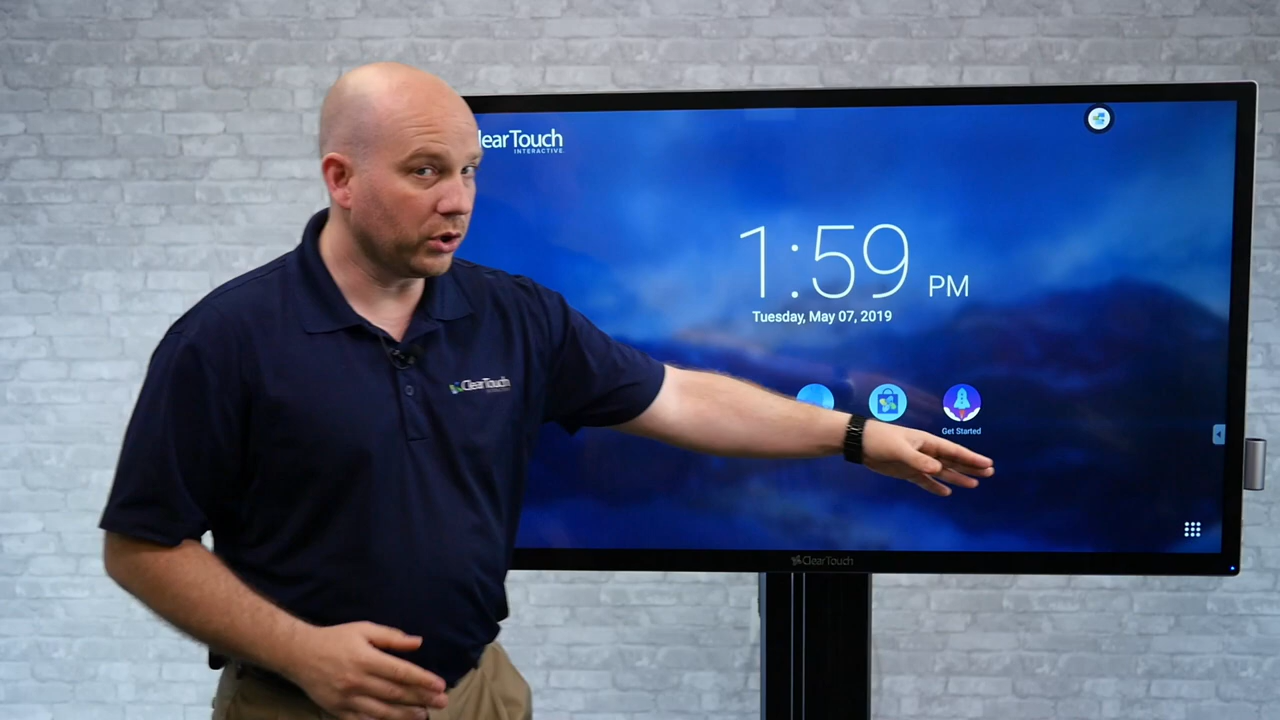 learTouch
INTERACTIVE
1:59 PM
Tuesday, May 07, 2019
ClearTouch
Get Started
ClearTouch